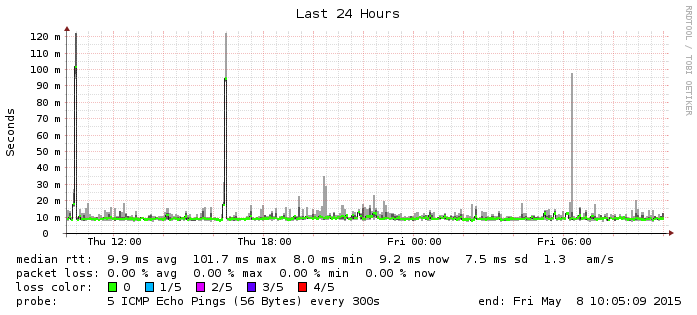 Last 24 Hours
RRDTOOL / TOBI OETIKER
Seconds
120 m
100 m
90 m
80 m
70 m
60 m
50 m
40 m
30 m
20 m
10 m
0
Thu 12:00 Thu 18:00 Fri 00:00 Fri 06:00
median rtt: 9.9 ms avg 101.7 ms max 8.0 ms min 9.2 ms now 7.5 ms sd 1.3 am/s
packet loss: 0.00 % avg 0.00 % max 0.00 % min 0.00 % now
loss color: 0 1/5 2/5 3/5 4/5
probe: 5 ICMP Echo Pings (56 Bytes) every 300s end: Fri May 8 10:05:09 2015